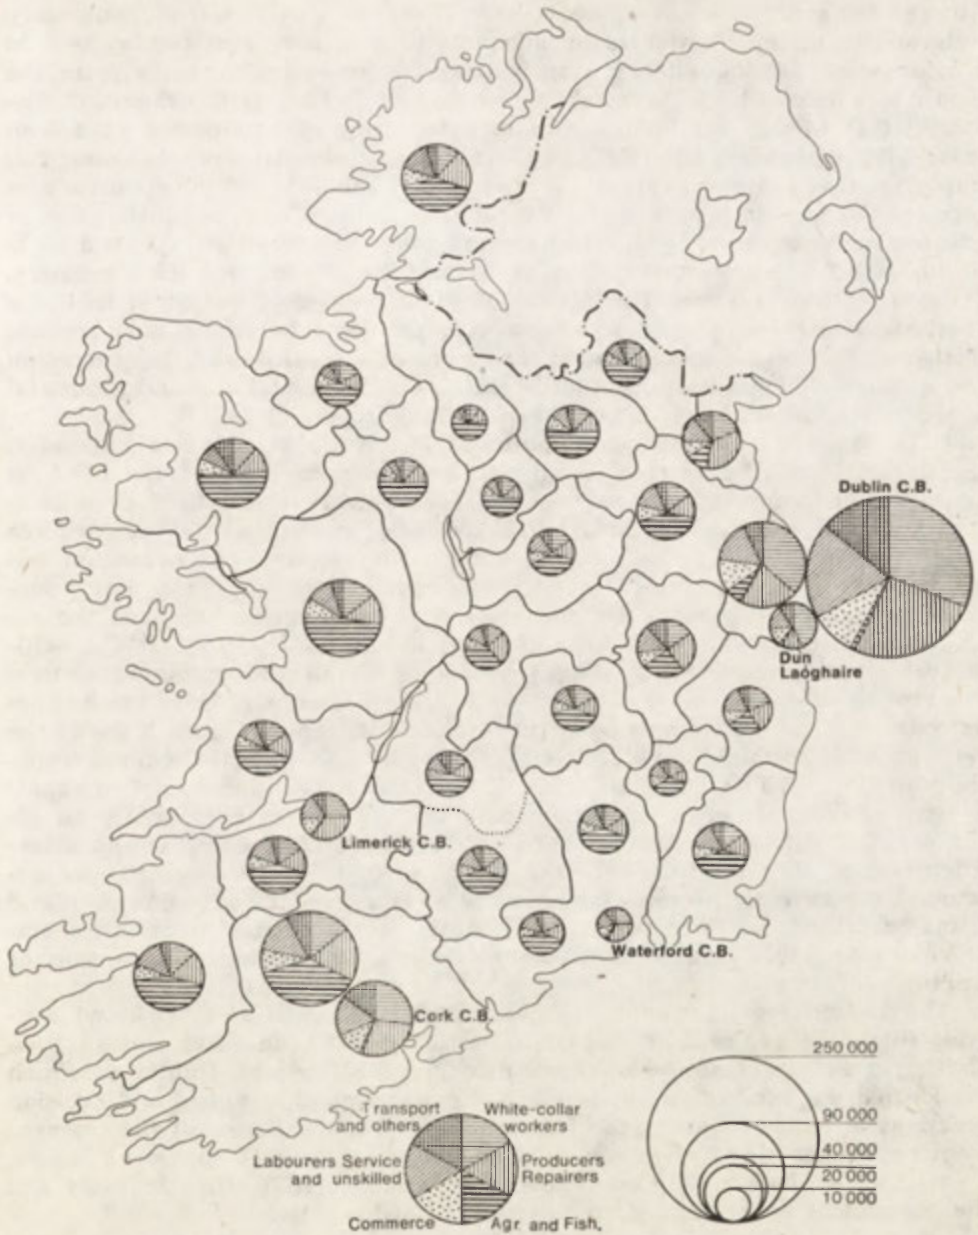 Dublin C.B.
Dun
Laoghaire
Limerick C.B.
Waterford C.B.
Cork C.B.
Transport
and others
White-collar
workers
Labourers Service
and unskilled
Producers
Repairers
Commerce
Agr. and Fish.
250 000
90 000
40 000
20 000
10 000